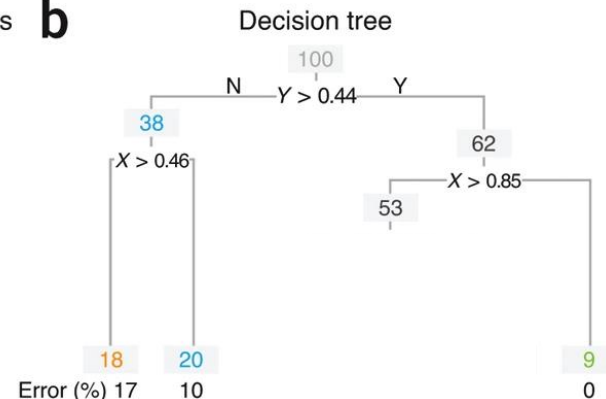 s b Decision tree
100
N Y > 0.44 Y
38
62
X > 0.46
X > 0.85
53
18 20 9
Error (%) 17 10 0